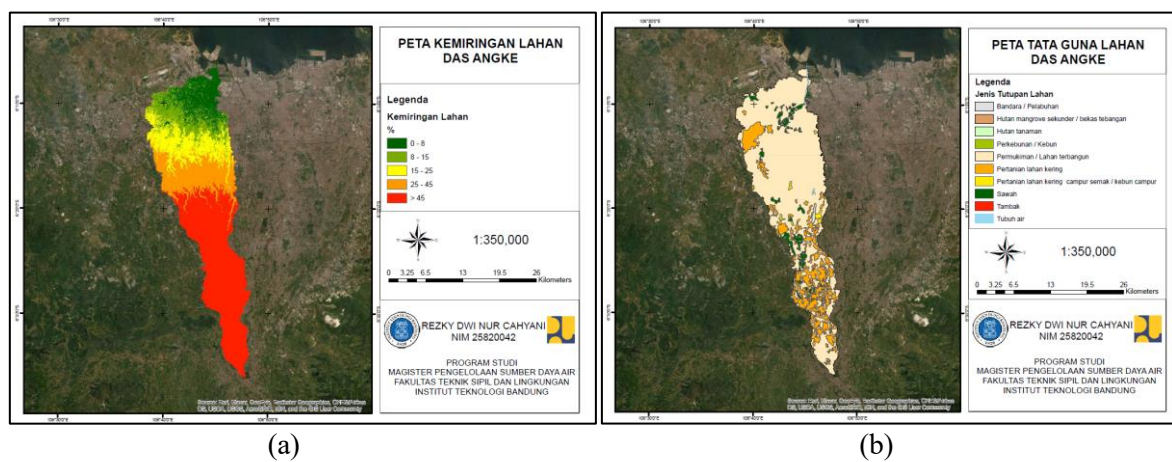 PETA KEMIRINGAN LAHAN
DAS ANGKE
Legenda
Kemiringan Lahan
%
0 - 8
8 - 15
15 - 25
25 - 45
> 45
1:350,000
0 3.25 6.5 13 19.5 26
Kilometers
REZKY DWI NUR CAHYANI
NIM 25820042
PROGRAM STUDI
MAGISTER PENGELOLAAN SUMBER DAYA AIR
FAKULTAS TEKNIK SIPIL DAN LINGKUNGAN
INSTITUT TEKNOLOGI BANDUNG
(a)
PETA TATA GUNA LAHAN
DAS ANGKE
Legenda
Jenis Tutupan Lahan
Bandara / Pelabuhan
Hutan mangrove sekunder / bekas tebangan
Hutan tanaman
Perkebunan / Kebun
Permukiman / Lahan terbangun
Pertanian lahan kering
Pertanian lahan kering campur semak / kebun campur
Sawah
Tambak
Tubuh air
1:350,000
0 3.25 6.5 13 19.5 26
Kilometers
REZKY DWI NUR CAHYANI
NIM 25820042
PROGRAM STUDI
MAGISTER PENGELOLAAN SUMBER DAYA AIR
FAKULTAS TEKNIK SIPIL DAN LINGKUNGAN
INSTITUT TEKNOLOGI BANDUNG
(b)